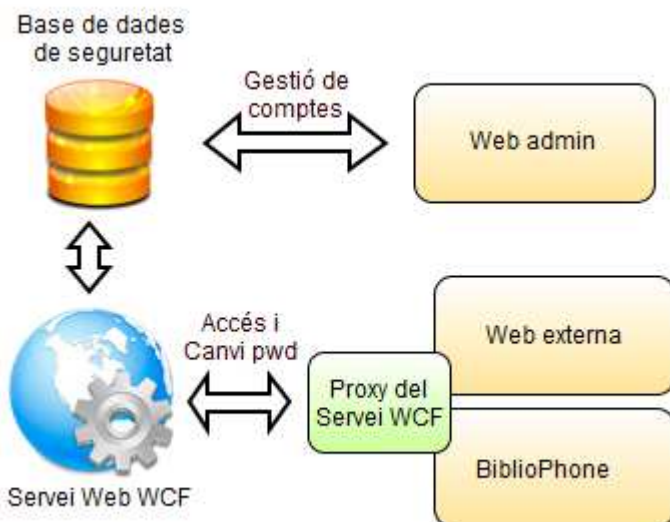 Base de dades
de seguretat
Gestió de
comptes
Web admin
Accés i
Canvi pwd
Web externa
Proxy del
Servei WCF
BiblioPhone
Servei Web WCF